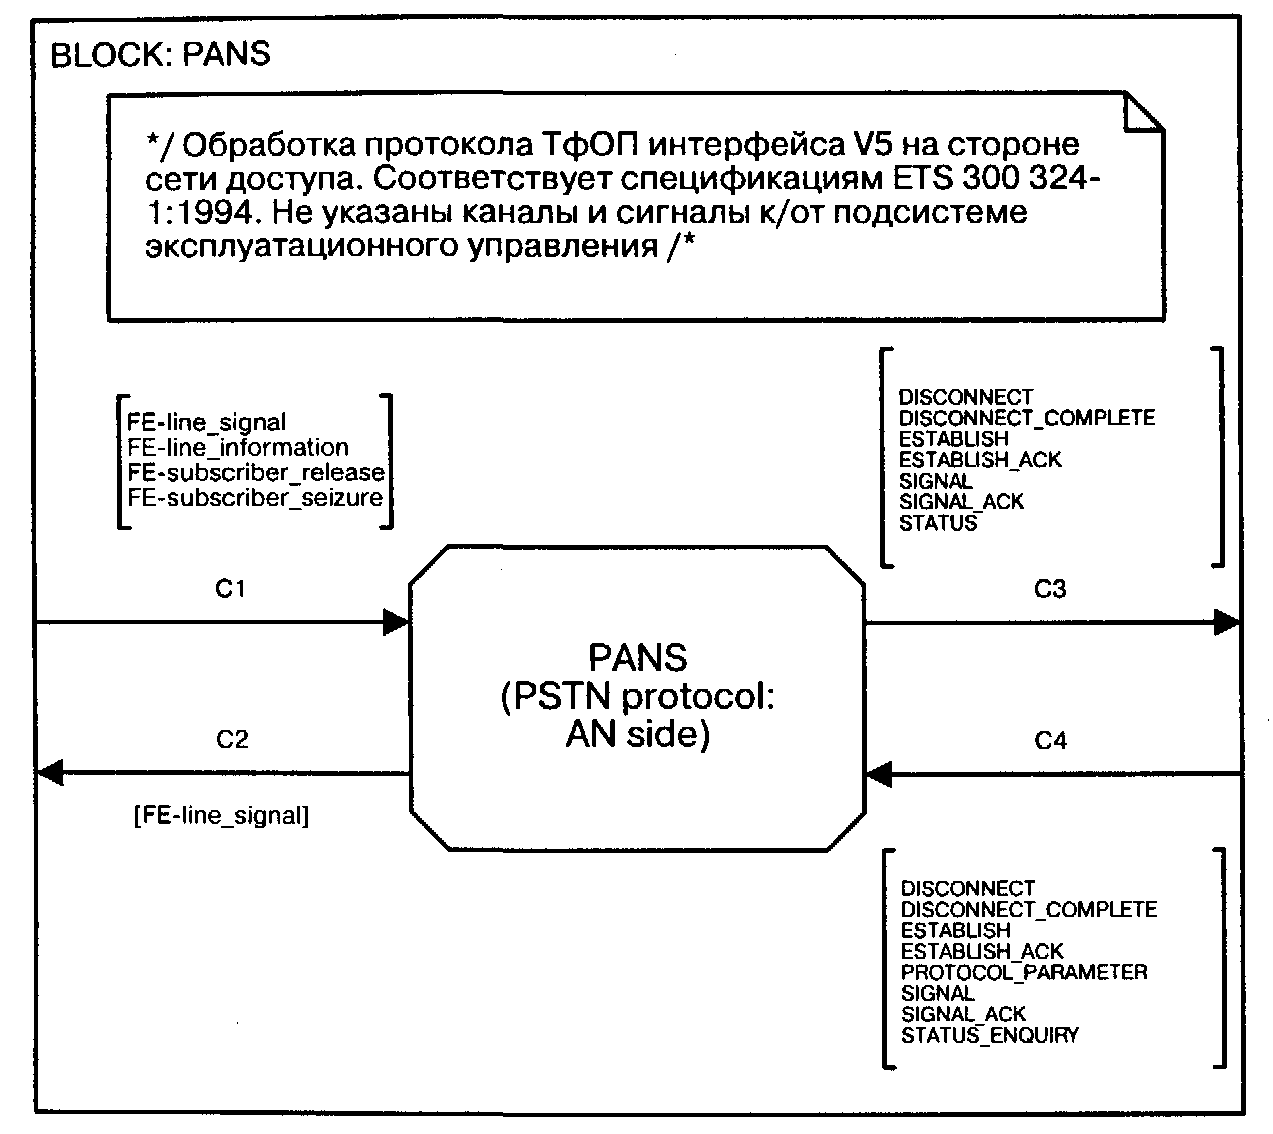 BLOCK: PANS
*/ Обработка протокола ТфОП интерфейса V5 на стороне
сети доступа. Соответствует спецификациям ETS 300 324-
1:1994. Не указаны каналы и сигналы к/от подсистеме
эксплуатационного управления /*
FE-line_signal
FE-line_information
FE-subscriber_release
FE-subscriber_seizure
DISCONNECT
DISCONNECT_COMPLETE
ESTABLISH
ESTABLISH_ACK
SIGNAL
SIGNAL_ACK
STATUS
C1
C3
PANS
(PSTN protocol:
AN side)
C2
C4
[FE-line_signal]
DISCONNECT
DISCONNECT_COMPLETE
ESTABLISH
ESTABLISH_ACK
PROTOCOL_PARAMETER
SIGNAL
SIGNAL_ACK
STATUS_ENQUIRY